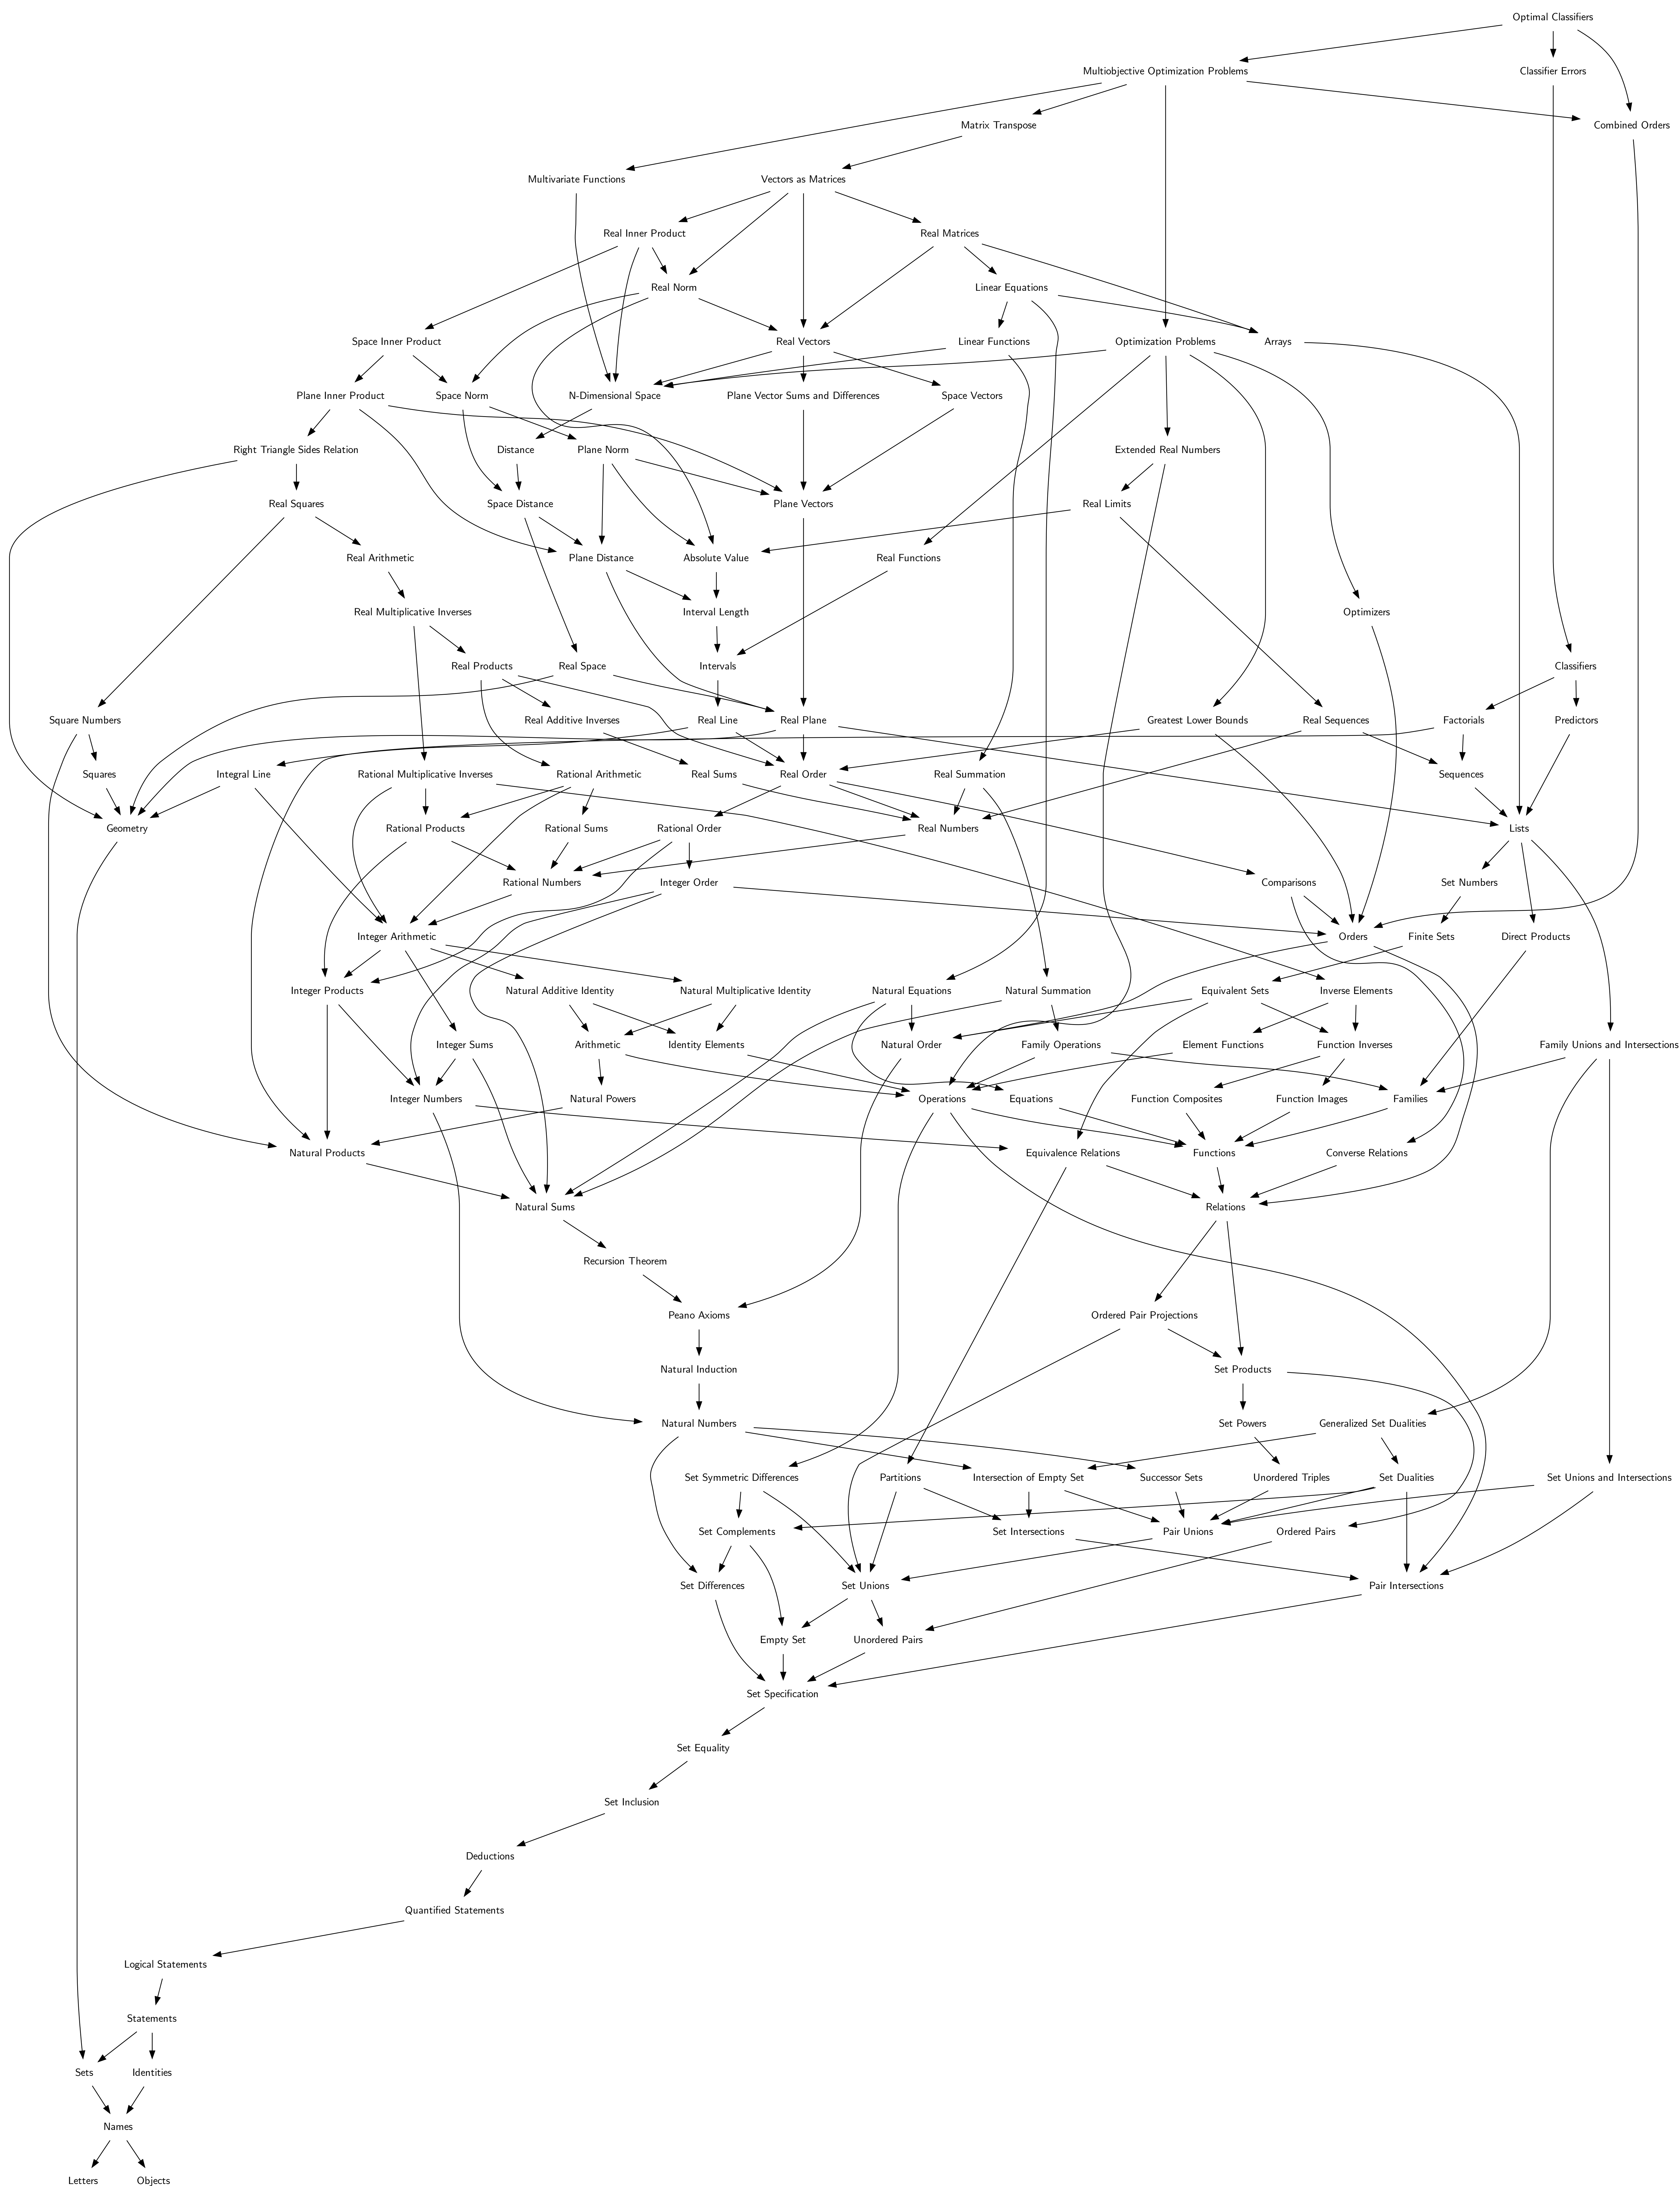 Optimal Classifiers
Multiobjective Optimization Problems
Classifier Errors
Matrix Transpose
Combined Orders
Multivariate Functions
Vectors as Matrices
Real Inner Product
Real Matrices
Real Norm
Linear Equations
Space Inner Product
Real Vectors
Linear Functions
Optimization Problems
Arrays
Plane Inner Product
Space Norm
N-Dimensional Space
Plane Vector Sums and Differences
Space Vectors
Right Triangle Sides Relation
Distance
Plane Norm
Extended Real Numbers
Real Squares
Space Distance
Plane Vectors
Real Limits
Real Arithmetic
Plane Distance
Absolute Value
Real Functions
Real Multiplicative Inverses
Interval Length
Optimizers
Real Products
Real Space
Intervals
Classifiers
Square Numbers
Real Additive Inverses
Real Line
Real Plane
Greatest Lower Bounds
Real Sequences
Factorials
Predictors
Squares
Integral Line
Rational Multiplicative Inverses
Rational Arithmetic
Real Sums
Real Order
Real Summation
Sequences
Geometry
Rational Products
Rational Sums
Rational Order
Real Numbers
Lists
Rational Numbers
Integer Order
Comparisons
Set Numbers
Integer Arithmetic
Orders
Finite Sets
Direct Products
Integer Products
Natural Additive Identity
Natural Multiplicative Identity
Natural Equations
Natural Summation
Equivalent Sets
Inverse Elements
Integer Sums
Arithmetic
Identity Elements
Natural Order
Family Operations
Element Functions
Function Inverses
Family Unions and Intersections
Integer Numbers
Natural Powers
Operations
Equations
Function Composites
Function Images
Families
Natural Products
Equivalence Relations
Functions
Converse Relations
Natural Sums
Relations
Recursion Theorem
Peano Axioms
Ordered Pair Projections
Natural Induction
Set Products
Natural Numbers
Set Powers
Generalized Set Dualities
Set Symmetric Differences
Partitions
Intersection of Empty Set
Successor Sets
Unordered Triples
Set Dualities
Set Unions and Intersections
Set Complements
Set Intersections
Pair Unions
Ordered Pairs
Set Differences
Set Unions
Pair Intersections
Empty Set
Unordered Pairs
Set Specification
Set Equality
Set Inclusion
Deductions
Quantified Statements
Logical Statements
Statements
Sets
Identities
Names
Letters
Objects